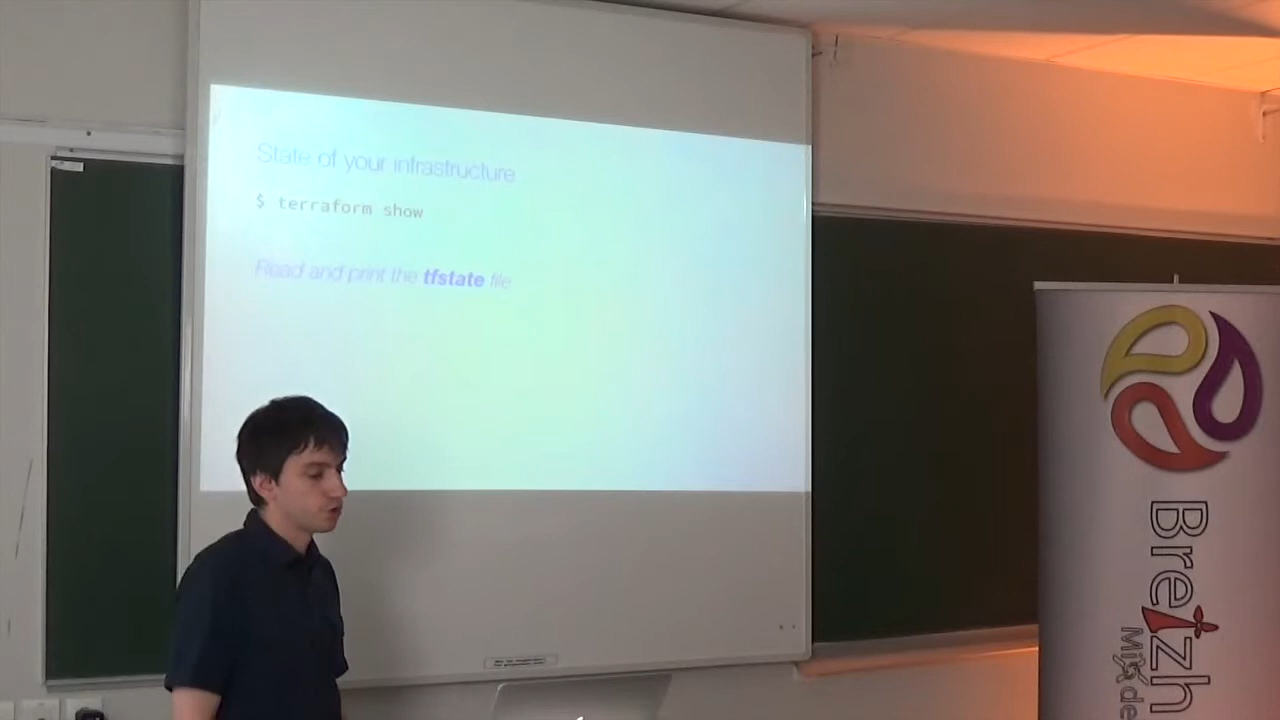 State of your infrastructure
$ terraform show
Read and print the tfstate file
Breizh